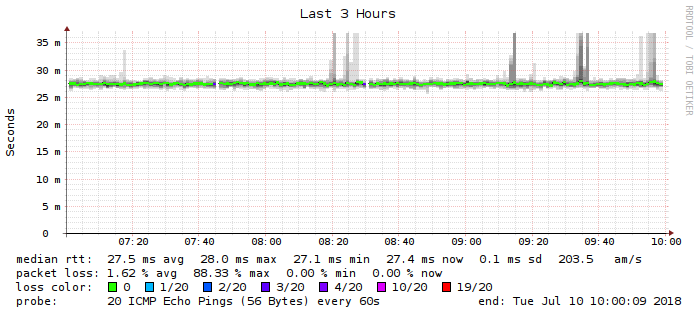 Last 3 Hours
RRDTOOL / TOBI OETIKER
Seconds
35 m
30 m
25 m
20 m
15 m
10 m
5 m
0
07:20 07:40 08:00 08:20 08:40 09:00 09:20 09:40 10:00
median rtt: 27.5 ms avg 28.0 ms max 27.1 ms min 27.4 ms now 0.1 ms sd 203.5 am/s
packet loss: 1.62 % avg 88.33 % max 0.00 % min 0.00 % now
loss color: 0 1/20 2/20 3/20 4/20 10/20 19/20
probe: 20 ICMP Echo Pings (56 Bytes) every 60s end: Tue Jul 10 10:00:09 2018